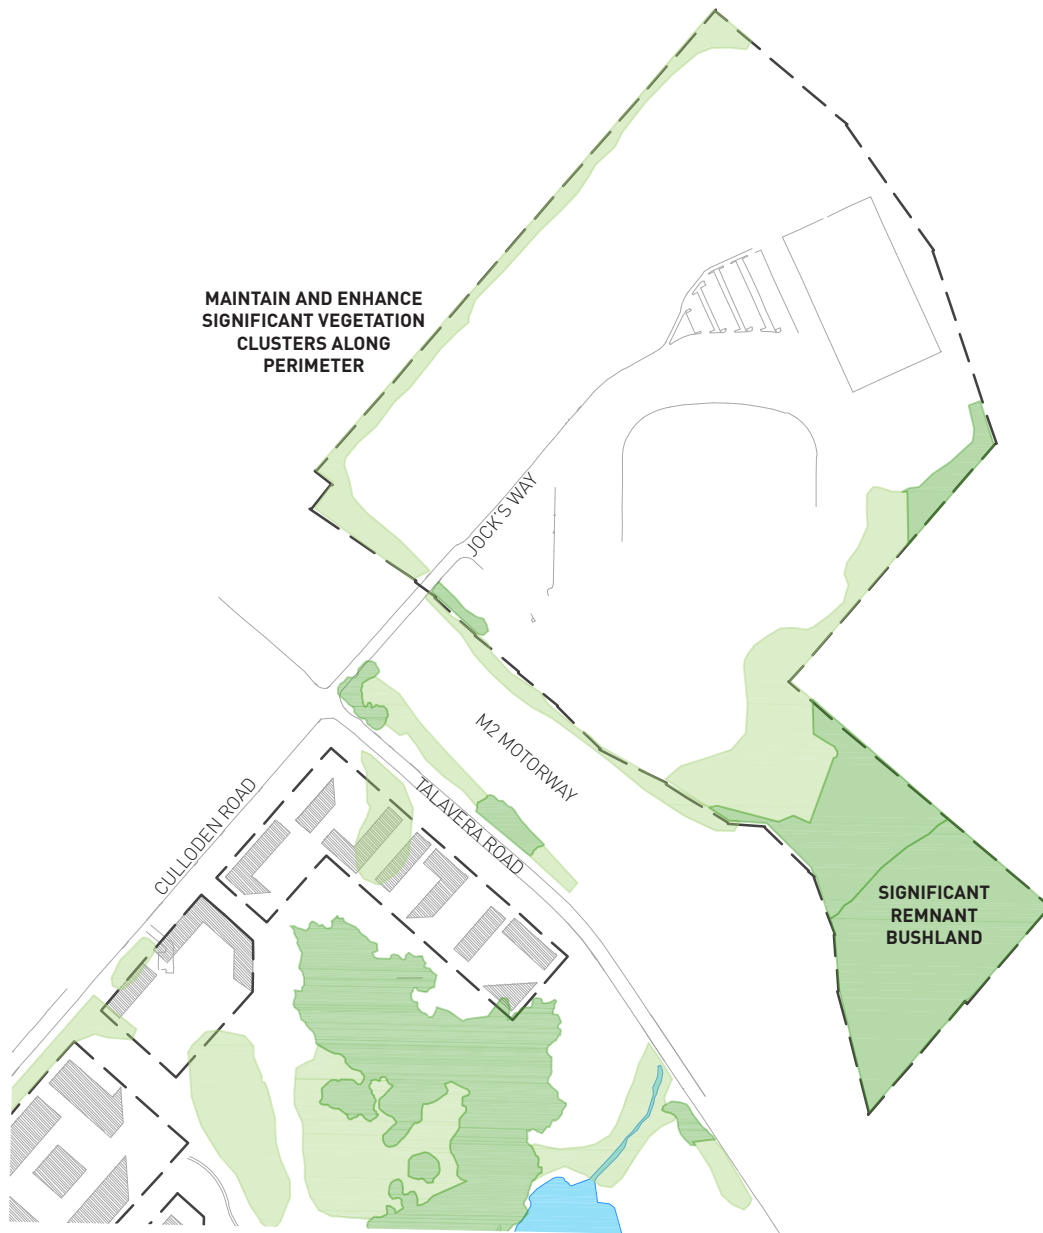 MAINTAIN AND ENHANCE
SIGNIFICANT VEGETATION
CLUSTERS ALONG
PERIMETER
JOCK'S WAY
M2 MOTORWAY
TALAVERA ROAD
CULLODEN ROAD
SIGNIFICANT
REMNANT
BUSHLAND